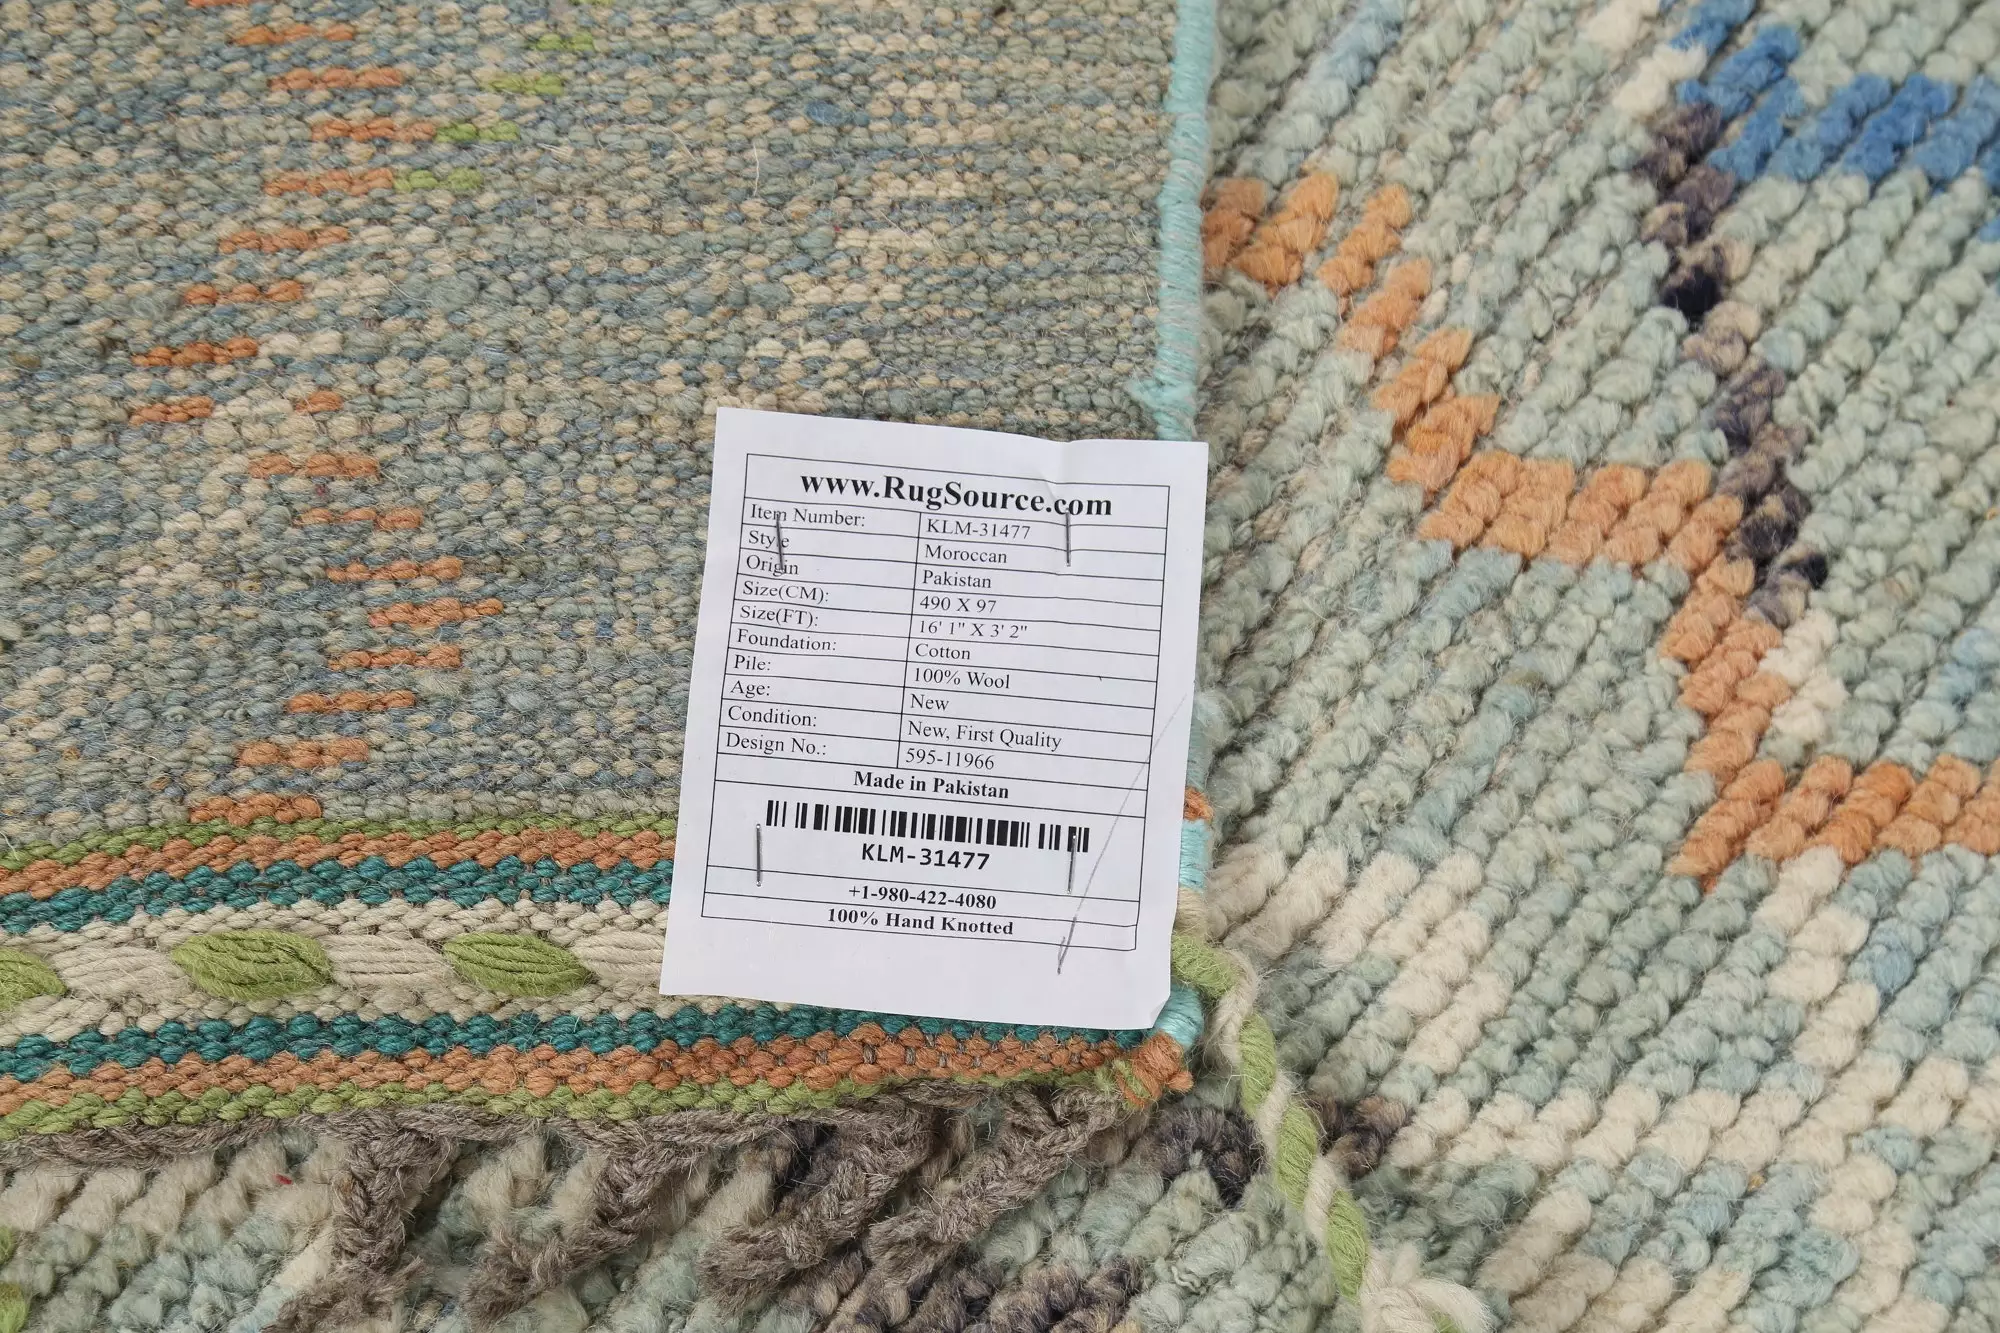 www.RugSource.com
Item Number: KLM-31477
Style Moroccan
Origin Pakistan
Size(CM): 490 X 97
Size(FT): 16' 1" X 3' 2"
Foundation: Cotton
Pile: 100% Wool
Age: New
Condition: New, First Quality
Design No.: 595-11966
Made in Pakistan
KLM-31477
+1-980-422-4080
100% Hand Knotted